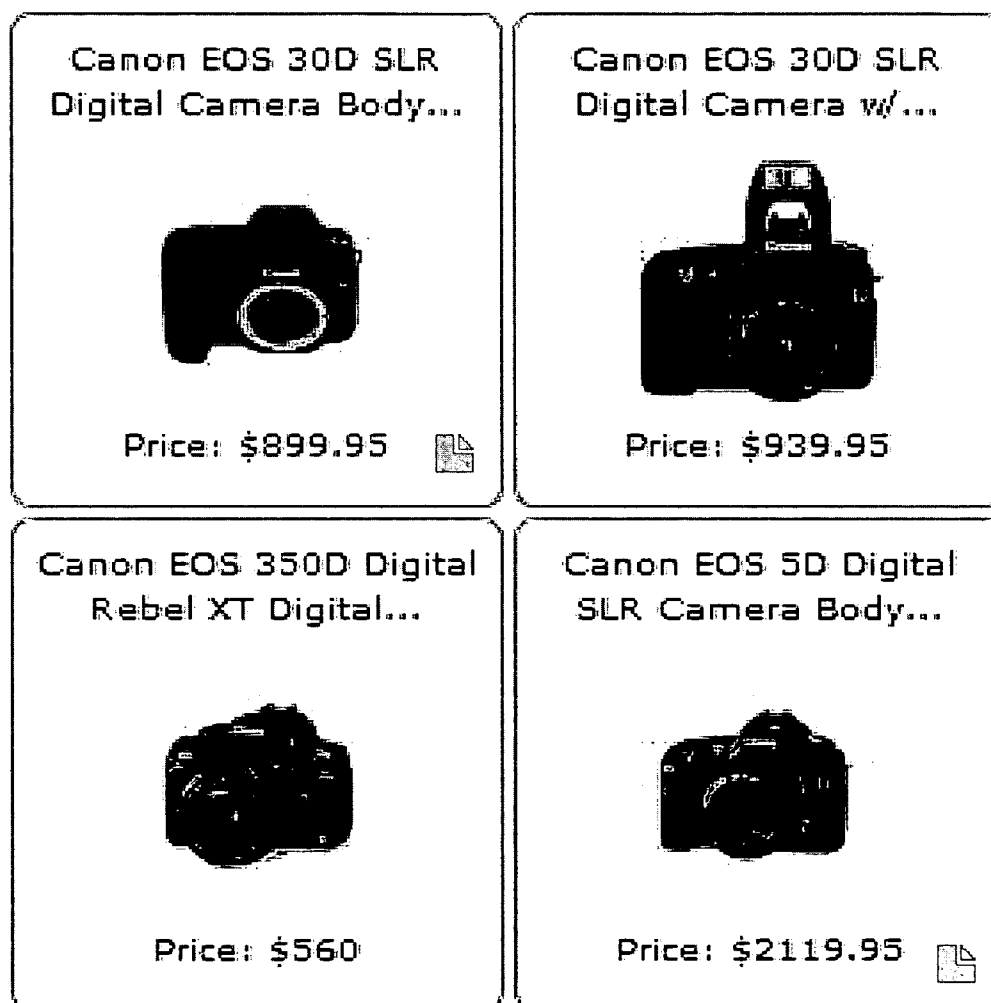 Canon EOS 30D SLR
Digital Camera Body...
Price: $899.95
Canon EOS 30D SLR
Digital Camera w/...
Price: $939.95
Canon EOS 350D Digital
Rebel XT Digital...
Price: $560
Canon EOS 5D Digital
SLR Camera Body...
Price: $2119.95